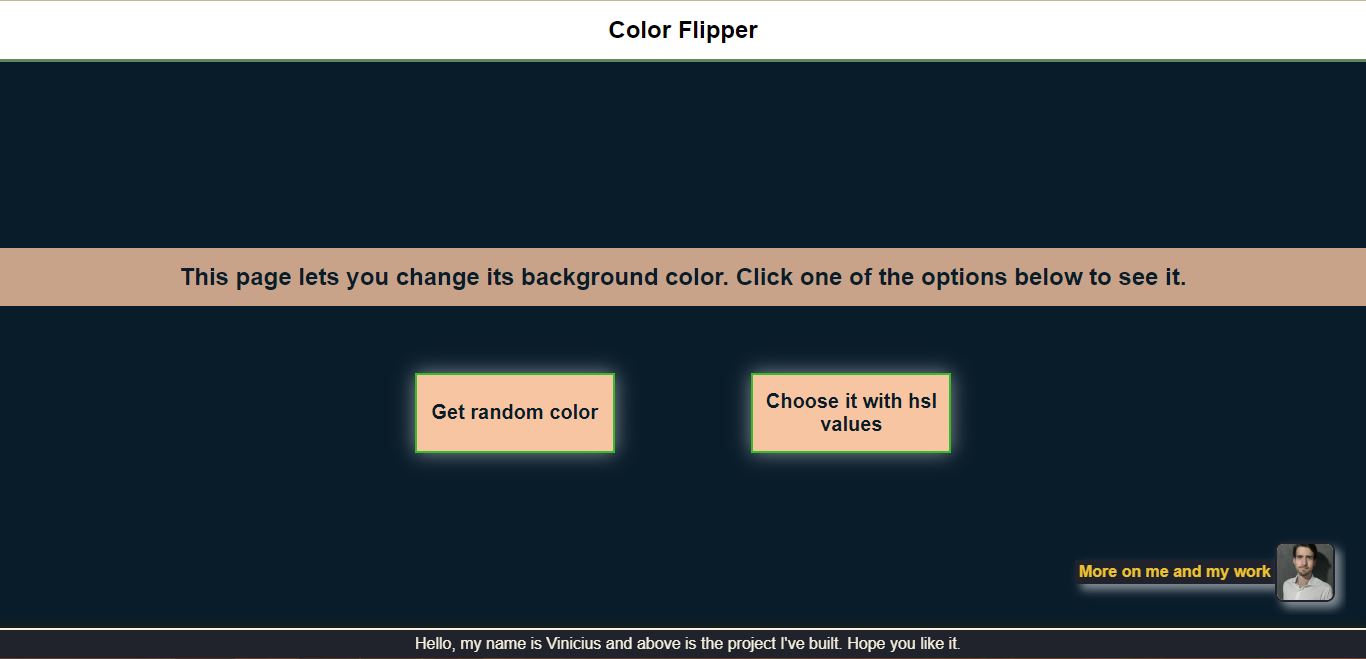 Color Flipper
This page lets you change its background color. Click one of the options below to see it.
Get random color
Choose it with hsl
values
More on me and my work
Hello, my name is Vinicius and above is the project I've built. Hope you like it.